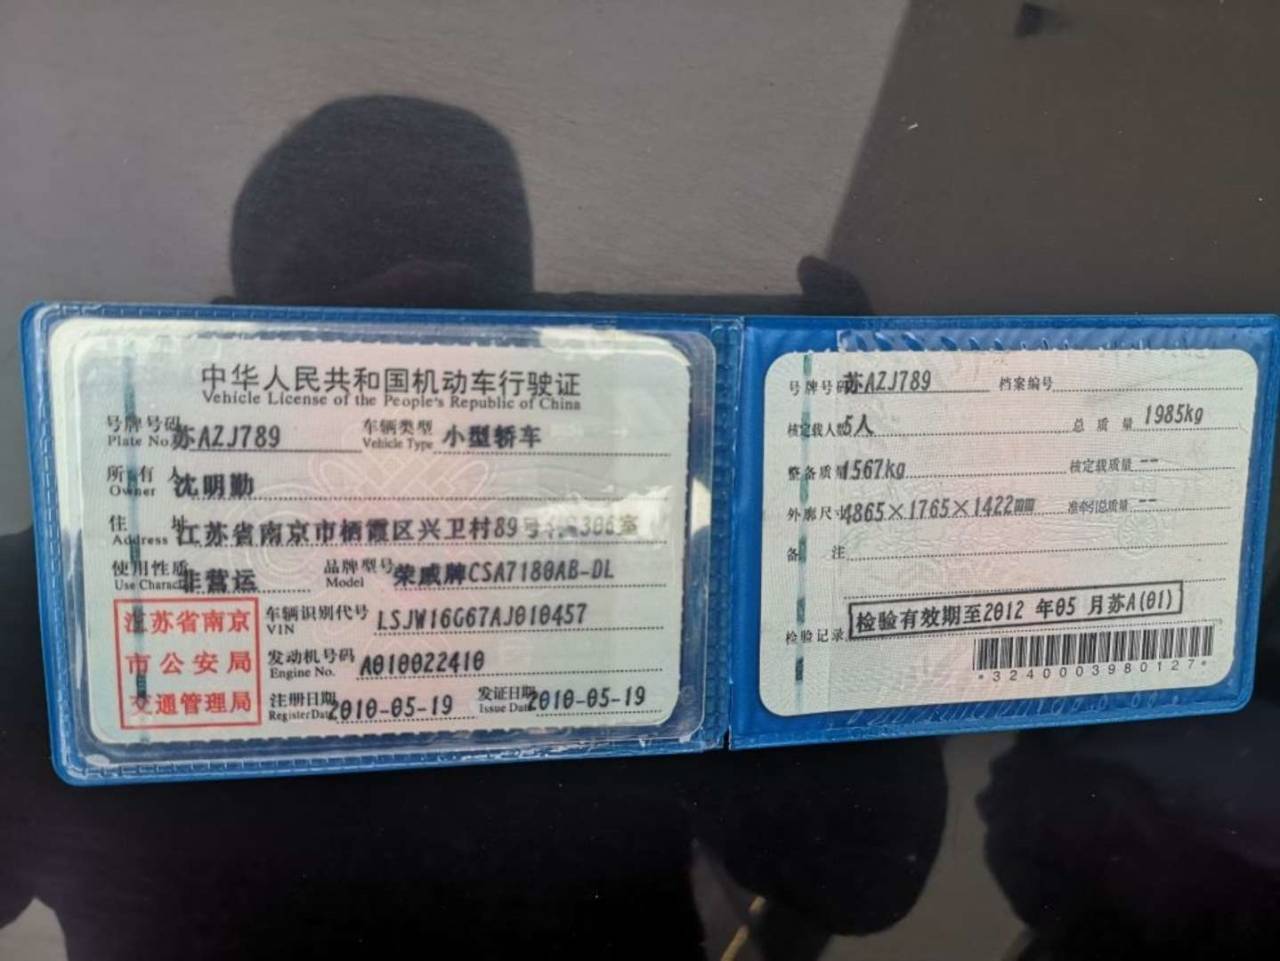 中华人民共和国机动车行驶证
Vehicle License of the People's Republic of China
号牌号码 苏AZJ789 车辆类型 小型轿车
Plate No. Vehicle Type
所有人 沈明勤
Owner
住址 江苏省南京市栖霞区兴卫村89号 306室
Address
使用性质 非营运 品牌型号 荣威牌CSA7180AB-DL
Use Charact Model
江苏省南京
市公安局
交通管理局
车辆识别代号 LSJW16G67AJ010457
VIN
发动机号码 A010022410
Engine No.
注册日期 2010-05-19 发证日期 2010-05-19
Register Dat Issue Dat
号牌号码 苏AZJ789 档案编号
核定载人数 5人 总质量 1985kg
整备质量 1567kg 核定载质量 --
外廓尺寸 4865×1765×1422mm 准牵引总质量 --
备注
检验记录 检验有效期至2012 年05 月苏A(01)
*3240003980127*